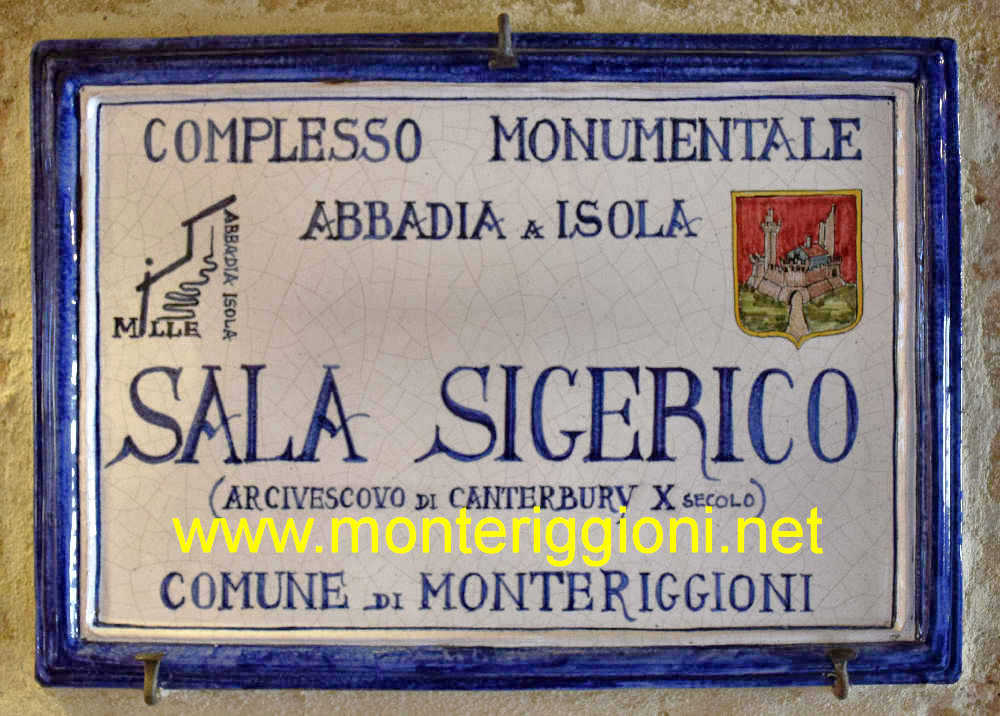 COMPLESSO MONUMENTALE
ABBADIA A ISOLA
MILLE
ABBADIA ISOLA
SALA SIGERICO
(ARCIVESCOVO DI CANTERBURY X SECOLO)
www.monteriggioni.net
COMUNE DI MONTERIGGIONI